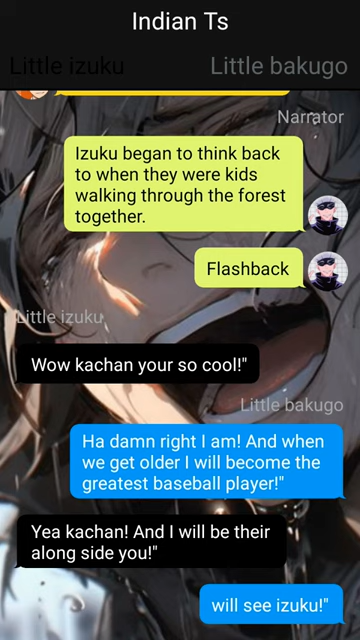 Indian Ts
Little izuku
Little bakugo
Narrator
Izuku began to think back
to when they were kids
walking through the forest
together.
Flashback
Little izuku
Wow kachan your so cool!"
Little bakugo
Ha damn right I am! And when
we get older I will become the
greatest baseball player!"
Yea kachan! And I will be their
along side you!"
will see izuku!"